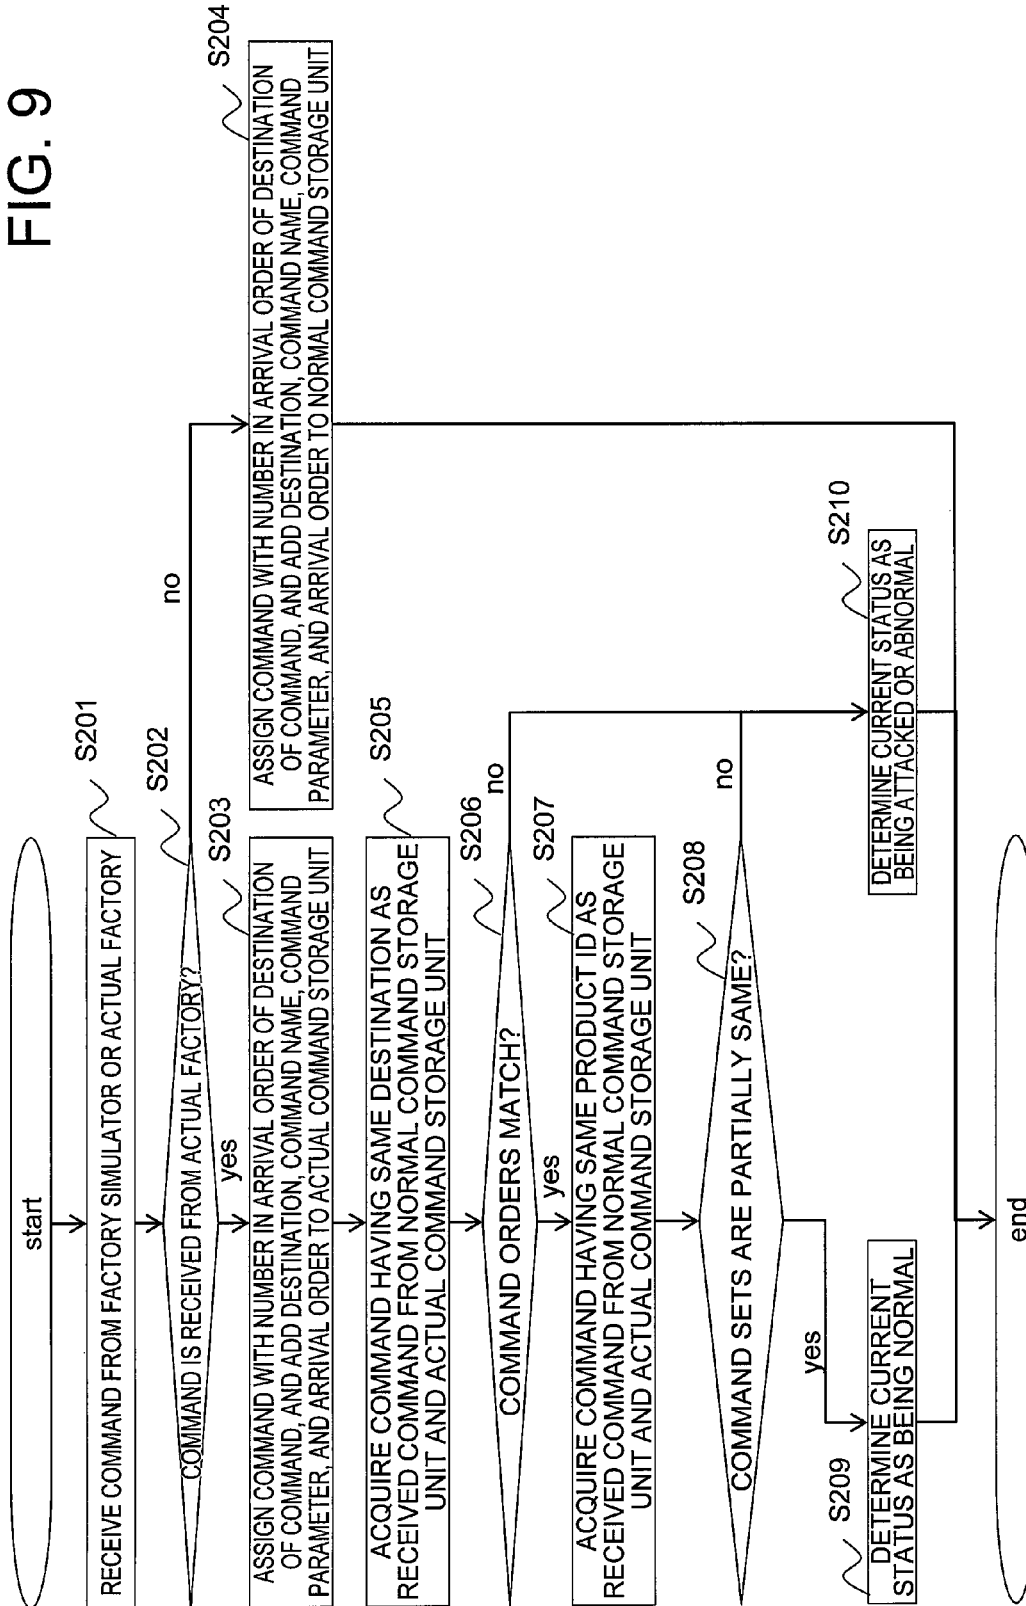 FIG. 9
start
RECEIVE COMMAND FROM FACTORY SIMULATOR OR ACTUAL FACTORY
S201
COMMAND IS RECEIVED FROM ACTUAL FACTORY?
S202
no
yes
ASSIGN COMMAND WITH NUMBER IN ARRIVAL ORDER OF DESTINATION
OF COMMAND, AND ADD DESTINATION, COMMAND NAME, COMMAND
PARAMETER, AND ARRIVAL ORDER TO ACTUAL COMMAND STORAGE UNIT
S203
ASSIGN COMMAND WITH NUMBER IN ARRIVAL ORDER OF DESTINATION
OF COMMAND, AND ADD DESTINATION, COMMAND NAME, COMMAND
PARAMETER, AND ARRIVAL ORDER TO NORMAL COMMAND STORAGE UNIT
S204
ACQUIRE COMMAND HAVING SAME DESTINATION AS
RECEIVED COMMAND FROM NORMAL COMMAND STORAGE
UNIT AND ACTUAL COMMAND STORAGE UNIT
S205
COMMAND ORDERS MATCH?
S206
no
yes
ACQUIRE COMMAND HAVING SAME PRODUCT ID AS
RECEIVED COMMAND FROM NORMAL COMMAND STORAGE
UNIT AND ACTUAL COMMAND STORAGE UNIT
S207
COMMAND SETS ARE PARTIALLY SAME?
S208
no
yes
DETERMINE CURRENT
STATUS AS BEING NORMAL
S209
DETERMINE CURRENT STATUS AS
BEING ATTACKED OR ABNORMAL
S210
end